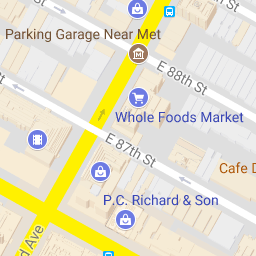 Parking Garage Near Met
E 88th St
Whole Foods Market
E 87th St
Cafe D
P.C. Richard & Son
d Ave